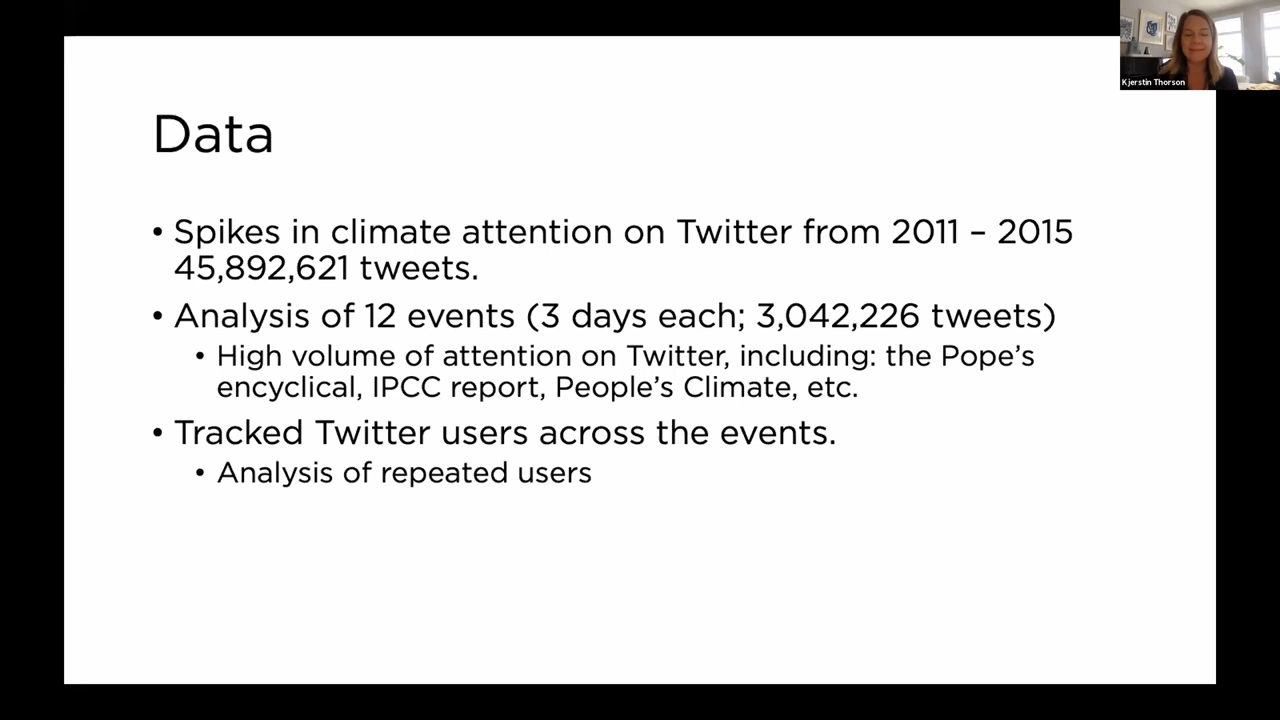 Kjerstin Thorson
Data
• Spikes in climate attention on Twitter from 2011 – 2015
45,892,621 tweets.
• Analysis of 12 events (3 days each; 3,042,226 tweets)
• High volume of attention on Twitter, including: the Pope's
encyclical, IPCC report, People's Climate, etc.
• Tracked Twitter users across the events.
• Analysis of repeated users